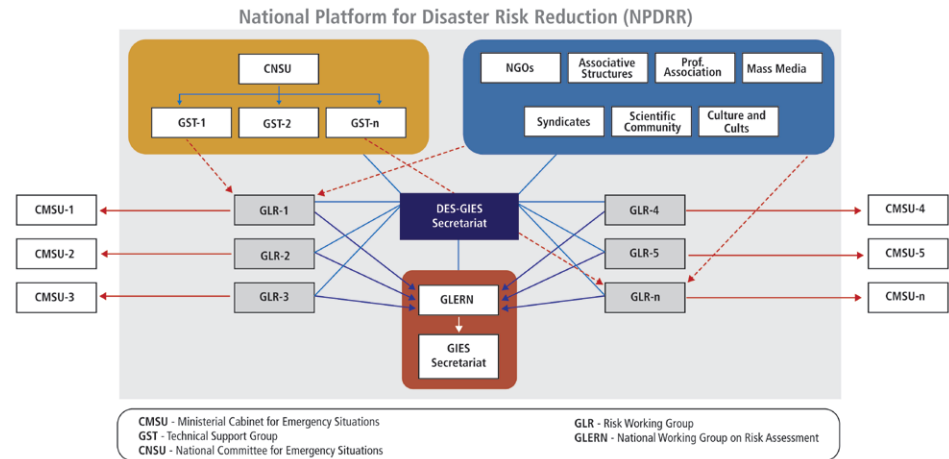 National Platform for Disaster Risk Reduction (NPDRR)
CNSU
GST-1
GST-2
GST-n
NGOs
Associative
Structures
Prof.
Association
Mass Media
Syndicates
Scientific
Community
Culture and
Cults
CMSU-1
GLR-1
DES-GIES
Secretariat
GLR-4
CMSU-4
CMSU-2
GLR-2
GLR-5
CMSU-5
CMSU-3
GLR-3
GLERN
GLR-n
CMSU-n
GIES
Secretariat
CMSU - Ministerial Cabinet for Emergency Situations
GST - Technical Support Group
CNSU - National Committee for Emergency Situations
GLR - Risk Working Group
GLERN - National Working Group on Risk Assessment